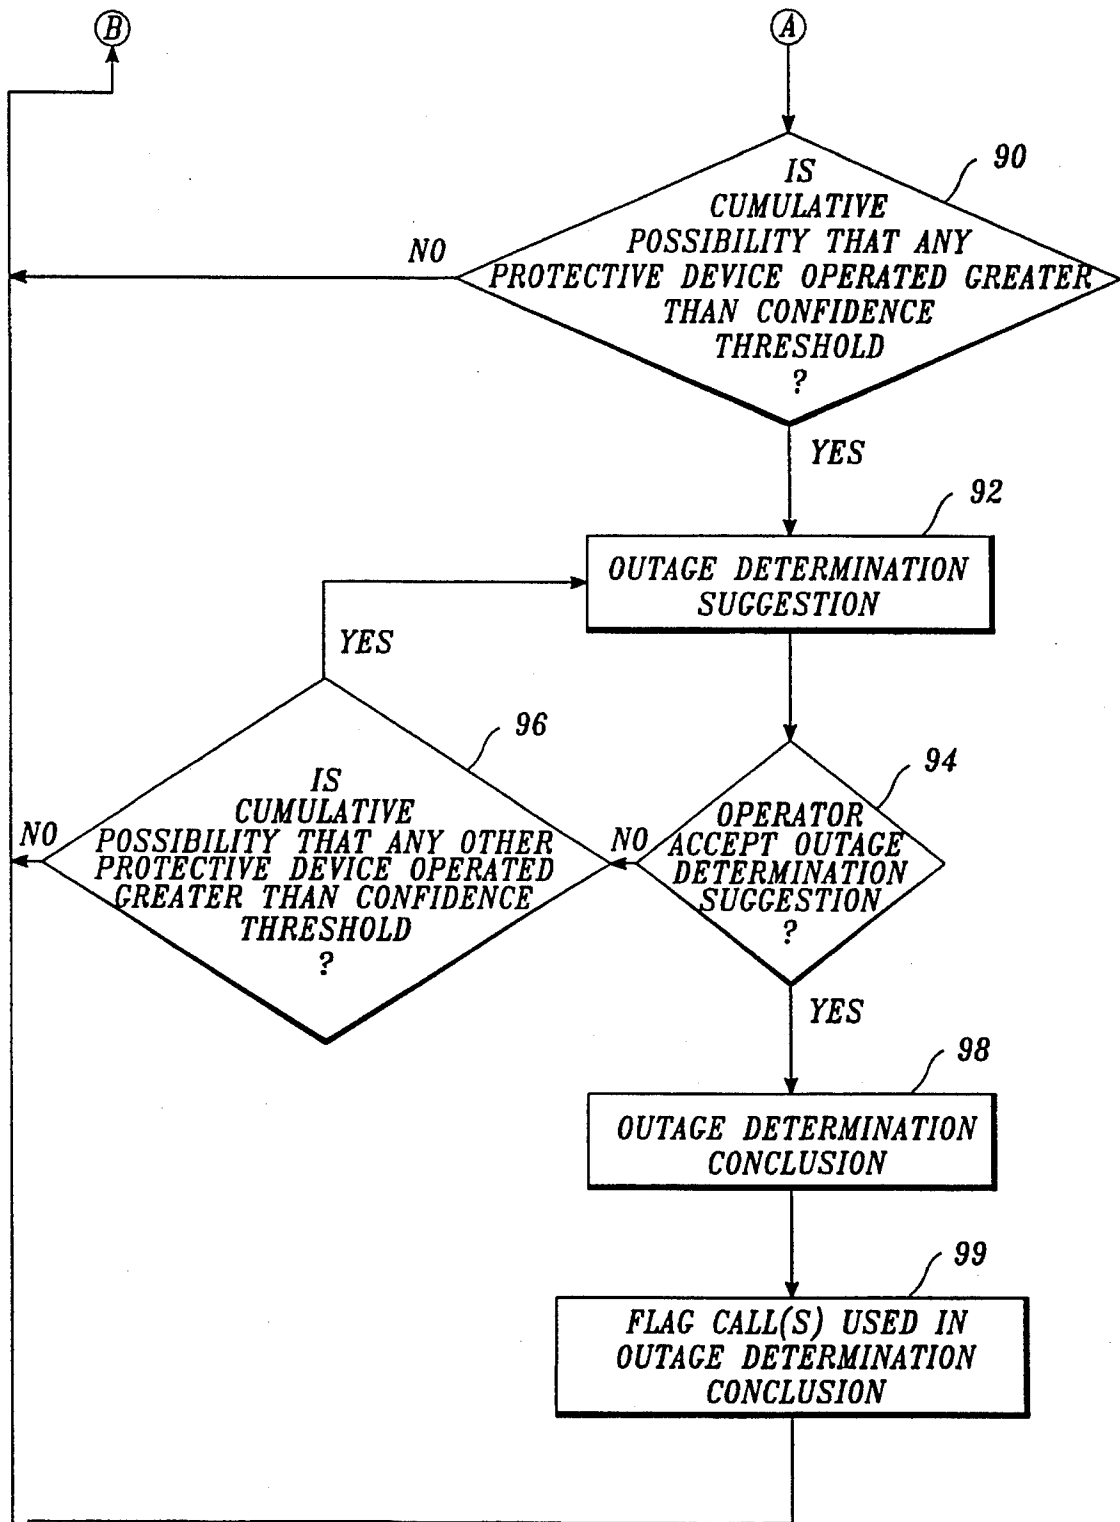 B
A
90
IS
CUMULATIVE
POSSIBILITY THAT ANY
PROTECTIVE DEVICE OPERATED GREATER
THAN CONFIDENCE
THRESHOLD
?
NO
YES
92
OUTAGE DETERMINATION
SUGGESTION
YES
96
IS
CUMULATIVE
POSSIBILITY THAT ANY OTHER
PROTECTIVE DEVICE OPERATED
GREATER THAN CONFIDENCE
THRESHOLD
?
NO
NO
94
OPERATOR
ACCEPT OUTAGE
DETERMINATION
SUGGESTION
?
YES
98
OUTAGE DETERMINATION
CONCLUSION
99
FLAG CALL(S) USED IN
OUTAGE DETERMINATION
CONCLUSION